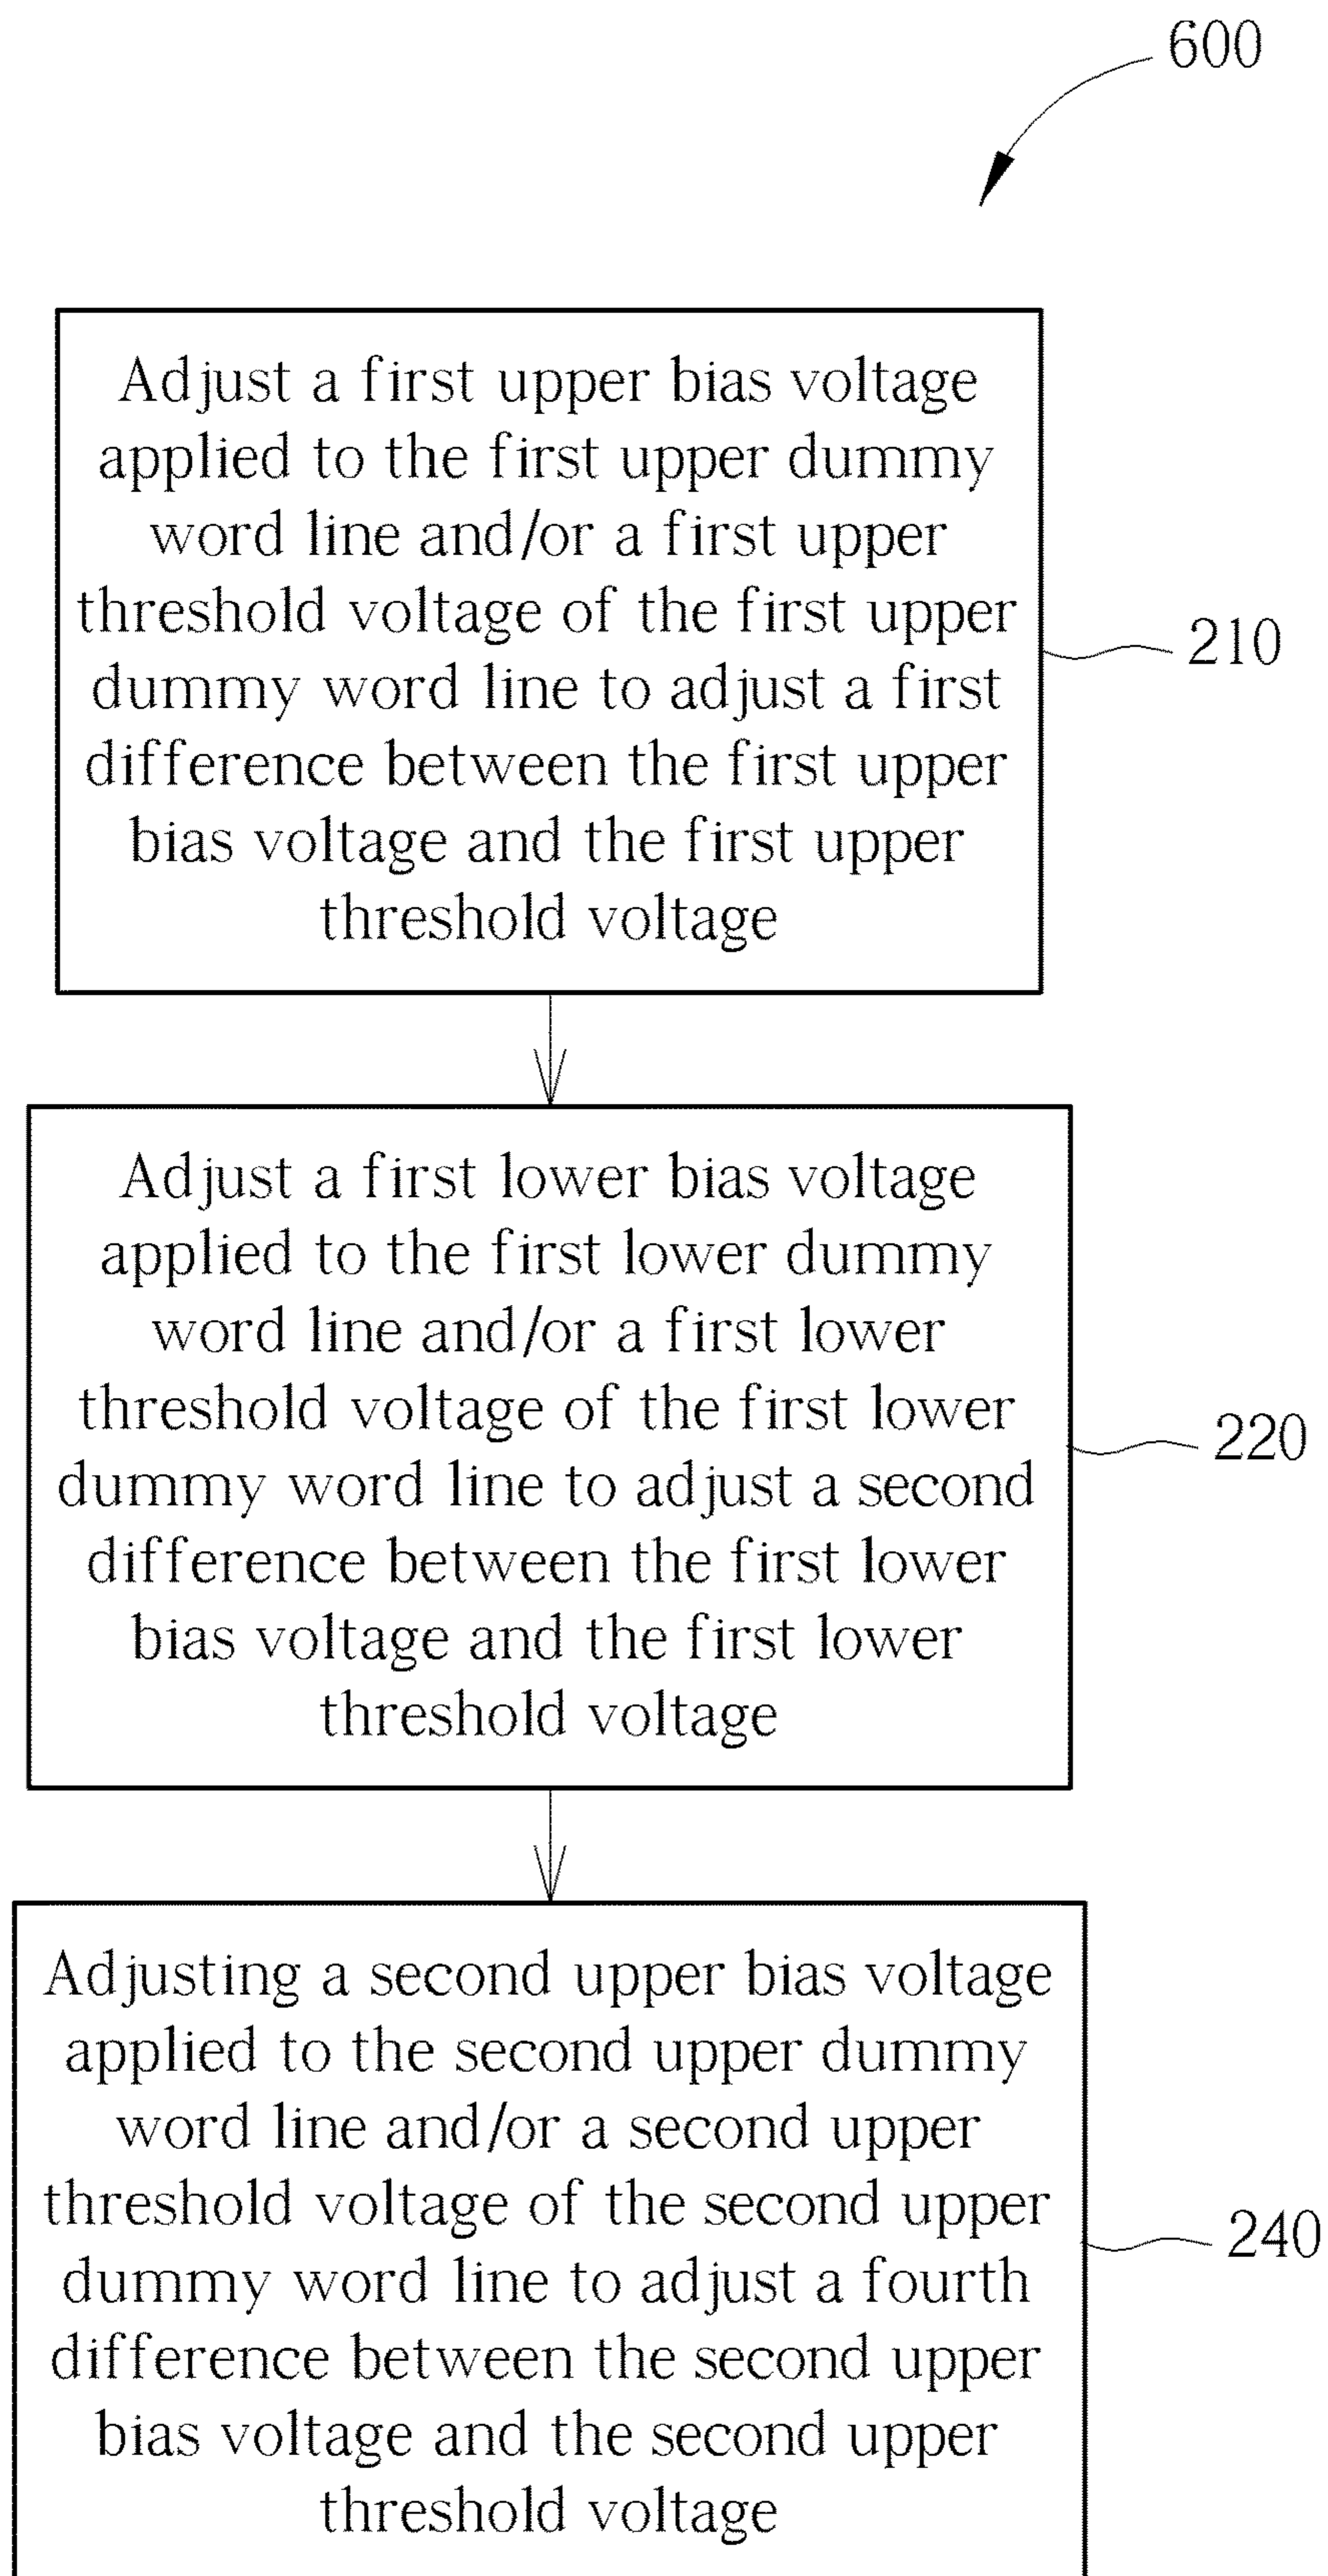 600
Adjust a first upper bias voltage
applied to the first upper dummy
word line and/or a first upper
threshold voltage of the first upper
dummy word line to adjust a first
difference between the first upper
bias voltage and the first upper
threshold voltage
210
Adjust a first lower bias voltage
applied to the first lower dummy
word line and/or a first lower
threshold voltage of the first lower
dummy word line to adjust a second
difference between the first lower
bias voltage and the first lower
threshold voltage
220
Adjusting a second upper bias voltage
applied to the second upper dummy
word line and/or a second upper
threshold voltage of the second upper
dummy word line to adjust a fourth
difference between the second upper
bias voltage and the second upper
threshold voltage
240